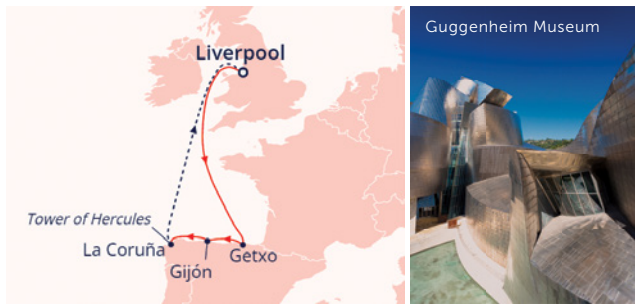 Liverpool
Tower of Hercules
La Coruña
Gijón
Getxo
Guggenheim Museum